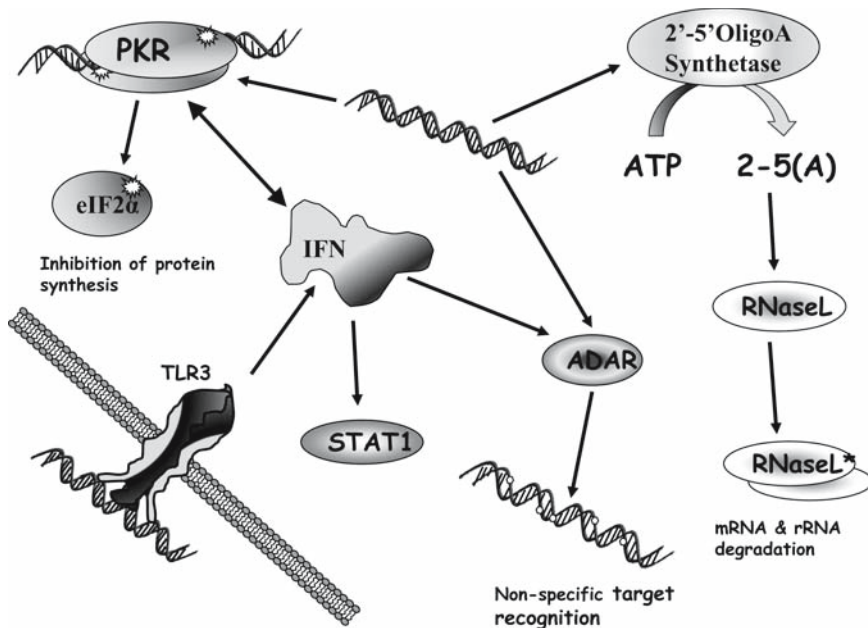 PKR
2'-5'OligoA
Synthetase
ATP
2-5(A)
eIF2α
Inhibition of protein
synthesis
IFN
TLR3
STAT1
ADAR
RNaseL
RNaseL*
mRNA & rRNA
degradation
Non-specific target
recognition